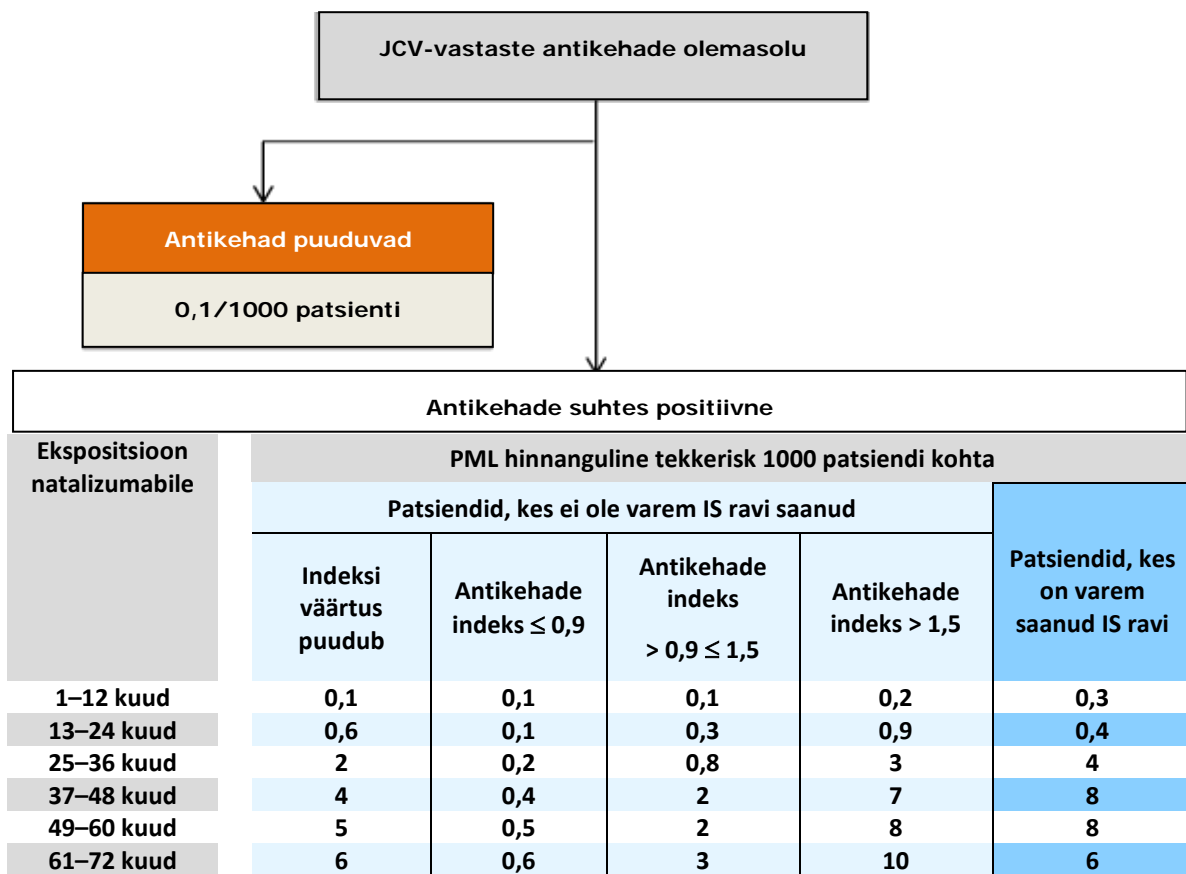 JCV-vastaste antikehade olemasolu
Antikehad puuduvad
0,1/1000 patsienti
Antikehade suhtes positiivne
Ekspositsioon
natalizumabile
PML hinnanguline tekkerisk 1000 patsiendi kohta
Patsiendid, kes ei ole varem IS ravi saanud
Patsiendid, kes
on varem
saanud IS ravi
Indeksi
väärtus
puudub
Antikehade
indeks ≤ 0,9
Antikehade
indeks
> 0,9 ≤ 1,5
Antikehade
indeks > 1,5
1–12 kuud 0,1 0,1 0,1 0,2 0,3
13–24 kuud 0,6 0,1 0,3 0,9 0,4
25–36 kuud 2 0,2 0,8 3 4
37–48 kuud 4 0,4 2 7 8
49–60 kuud 5 0,5 2 8 8
61–72 kuud 6 0,6 3 10 6